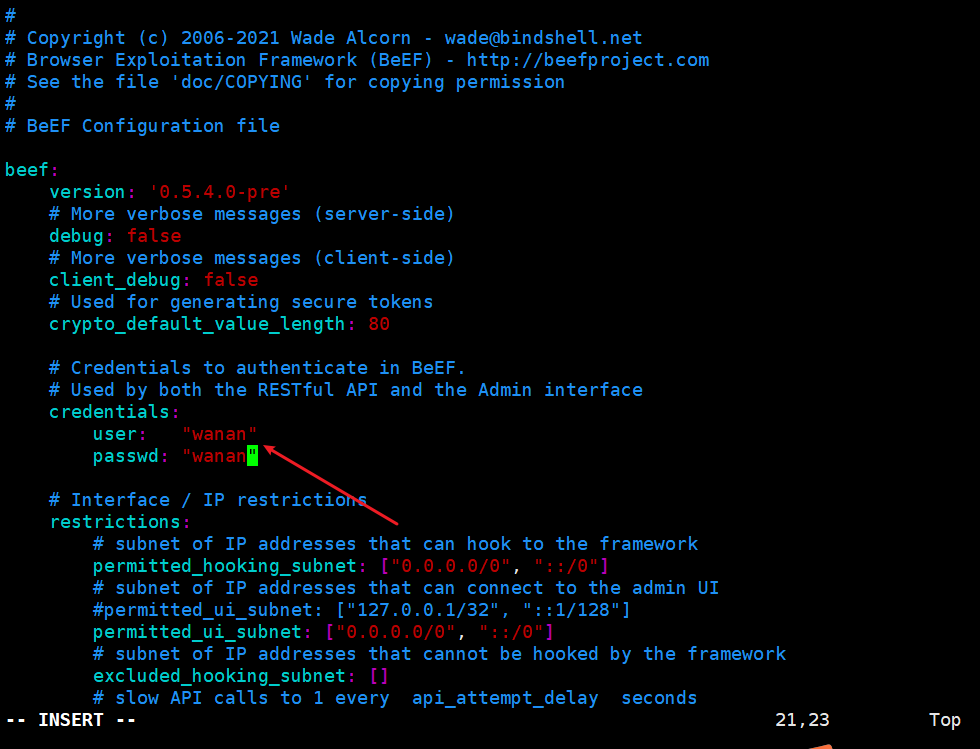 #
# Copyright (c) 2006-2021 Wade Alcorn - wade@bindshell.net
# Browser Exploitation Framework (BeEF) - http://beefproject.com
# See the file 'doc/COPYING' for copying permission
#
# BeEF Configuration file

beef:
    version: '0.5.4.0-pre'
    # More verbose messages (server-side)
    debug: false
    # More verbose messages (client-side)
    client_debug: false
    # Used for generating secure tokens
    crypto_default_value_length: 80

    # Credentials to authenticate in BeEF.
    # Used by both the RESTful API and the Admin interface
    credentials:
        user:   "wanan"
        passwd: "wanan"

    # Interface / IP restrictions
    restrictions:
        # subnet of IP addresses that can hook to the framework
        permitted_hooking_subnet: ["0.0.0.0/0", "::/0"]
        # subnet of IP addresses that can connect to the admin UI
        #permitted_ui_subnet: ["127.0.0.1/32", "::1/128"]
        permitted_ui_subnet: ["0.0.0.0/0", "::/0"]
        # subnet of IP addresses that cannot be hooked by the framework
        excluded_hooking_subnet: []
        # slow API calls to 1 every  api_attempt_delay  seconds
-- INSERT --                                                           21,23         Top